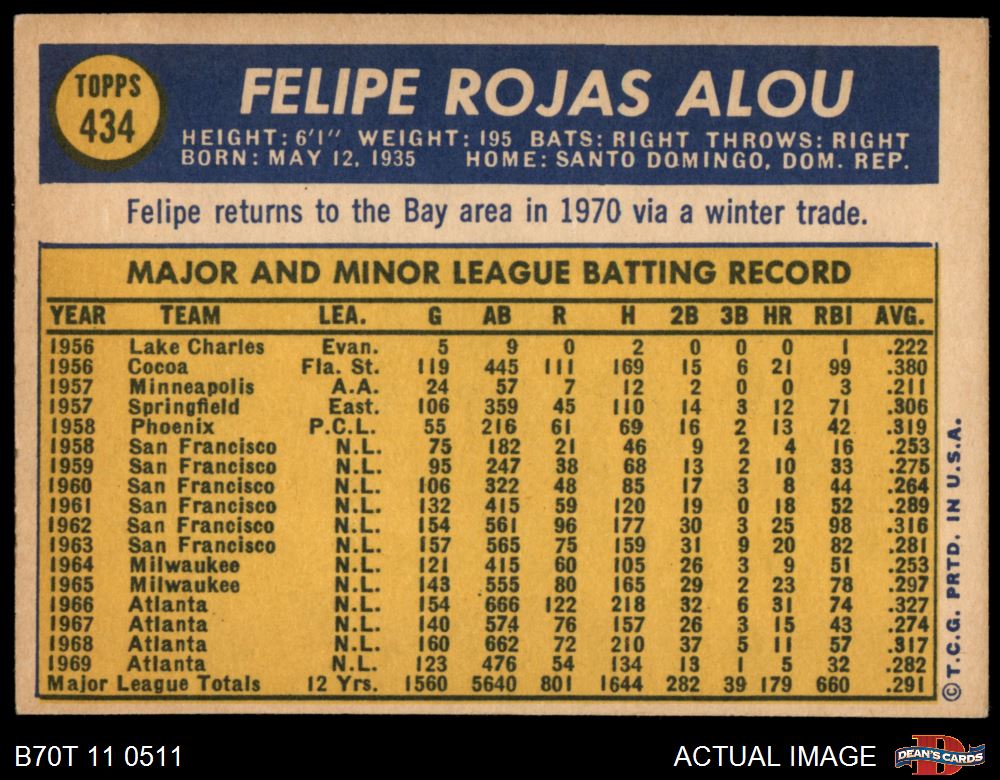 TOPPS
434
FELIPE ROJAS ALOU
HEIGHT: 6'1" WEIGHT: 195 BATS: RIGHT THROWS: RIGHT
BORN: MAY 12, 1935 HOME: SANTO DOMINGO, DOM. REP.
Felipe returns to the Bay area in 1970 via a winter trade.
MAJOR AND MINOR LEAGUE BATTING RECORD
YEAR TEAM LEA. G AB R H 2B 3B HR RBI AVG.
1956 Lake Charles Evan. 5 9 0 2 0 0 0 1 .222
1956 Cocoa Fla. St. 119 445 111 169 15 6 21 99 .380
1957 Minneapolis A.A. 24 57 7 12 2 0 0 3 .211
1957 Springfield East. 106 359 45 110 14 3 12 71 .306
1958 Phoenix P.C.L. 55 216 61 69 16 2 13 42 .319
1958 San Francisco N.L. 75 182 21 46 9 2 4 16 .253
1959 San Francisco N.L. 95 247 38 68 13 2 10 33 .275
1960 San Francisco N.L. 106 322 48 85 17 3 8 44 .264
1961 San Francisco N.L. 132 415 59 120 19 0 18 52 .289
1962 San Francisco N.L. 154 561 96 177 30 3 25 98 .316
1963 San Francisco N.L. 157 565 75 159 31 9 20 82 .281
1964 Milwaukee N.L. 121 415 60 105 26 3 9 51 .253
1965 Milwaukee N.L. 143 555 80 165 29 2 23 78 .297
1966 Atlanta N.L. 154 666 122 218 32 6 31 74 .327
1967 Atlanta N.L. 140 574 76 157 26 3 15 43 .274
1968 Atlanta N.L. 160 662 72 210 37 5 11 57 .317
1969 Atlanta N.L. 123 476 54 134 13 1 5 32 .282
Major League Totals 12 Yrs. 1560 5640 801 1644 282 39 179 660 .291
© T.C.G. PRTD. IN U.S.A.
B70T 11 0511
ACTUAL IMAGE
DEAN'S CARDS